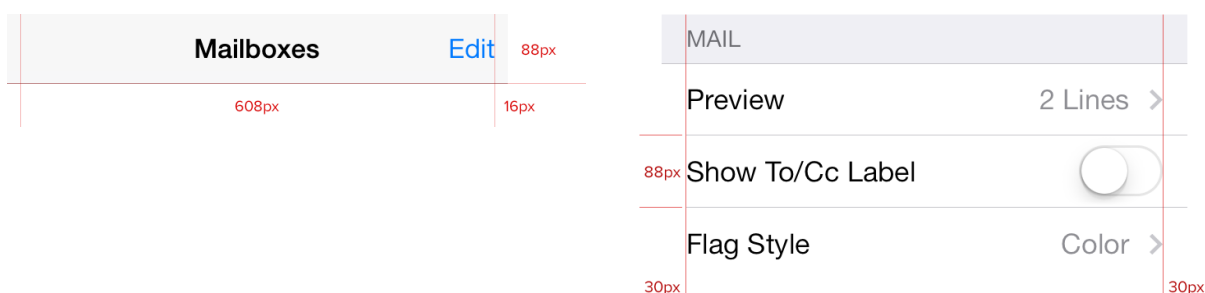 Mailboxes Edit 88px
608px 16px
MAIL
Preview 2 Lines
88px Show To/Cc Label
Flag Style Color
30px 30px